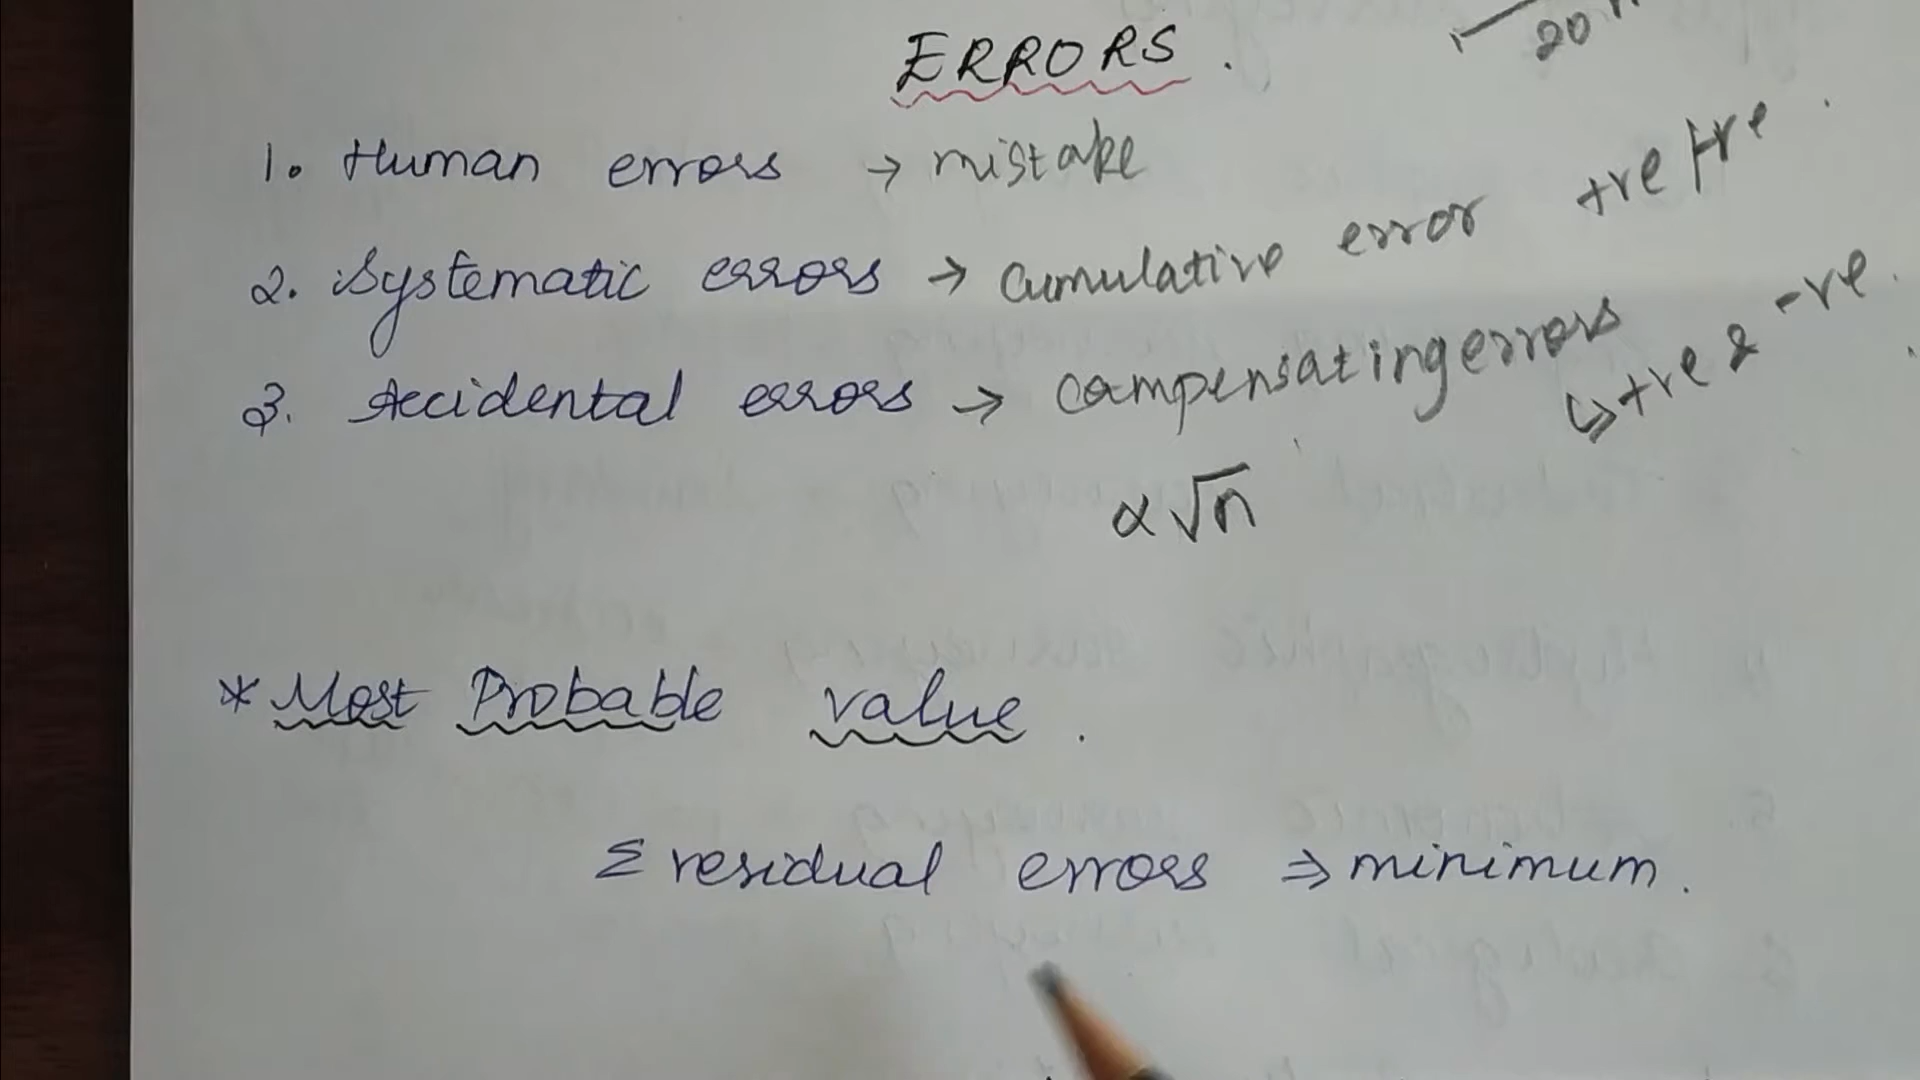 20
ERRORS.
1. Human errors → mistake
2. Systematic errors → cumulative error +ve/+ve.
3. Accidental errors → compensating errors
↳ +ve & -ve.
α √n
* Most Probable value.
Σ residual errors ⇒ minimum.